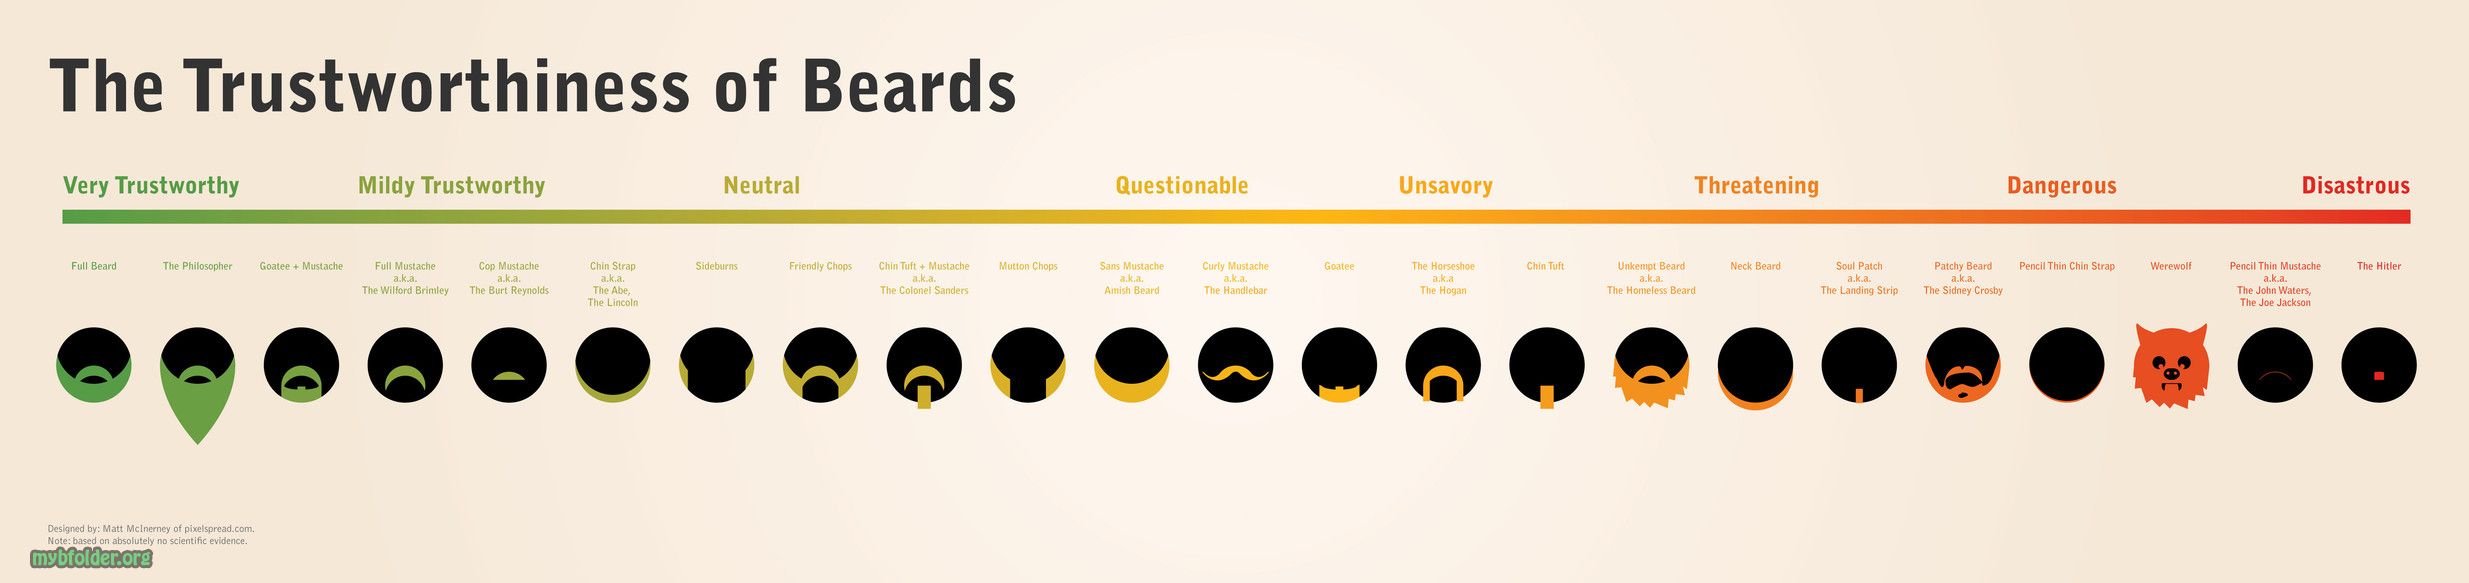 The Trustworthiness of Beards
Very Trustworthy
Mildy Trustworthy
Neutral
Questionable
Unsavory
Threatening
Dangerous
Disastrous
Full Beard
The Philosopher
Goatee + Mustache
Full Mustache
a.k.a.
The Wilford Brimley
Cop Mustache
a.k.a.
The Burt Reynolds
Chin Strap
a.k.a.
The Abe,
The Lincoln
Sideburns
Friendly Chops
Chin Tuft + Mustache
a.k.a.
The Colonel Sanders
Mutton Chops
Sans Mustache
a.k.a.
Amish Beard
Curly Mustache
a.k.a.
The Handlebar
Goatee
The Horseshoe
a.k.a
The Hogan
Chin Tuft
Unkempt Beard
a.k.a.
The Homeless Beard
Neck Beard
Soul Patch
a.k.a.
The Landing Strip
Patchy Beard
a.k.a.
The Sidney Crosby
Pencil Thin Chin Strap
Werewolf
Pencil Thin Mustache
a.k.a.
The John Waters,
The Joe Jackson
The Hitler
Designed by: Matt McInerney of pixelspread.com.
Note: based on absolutely no scientific evidence.
mybfolder.org